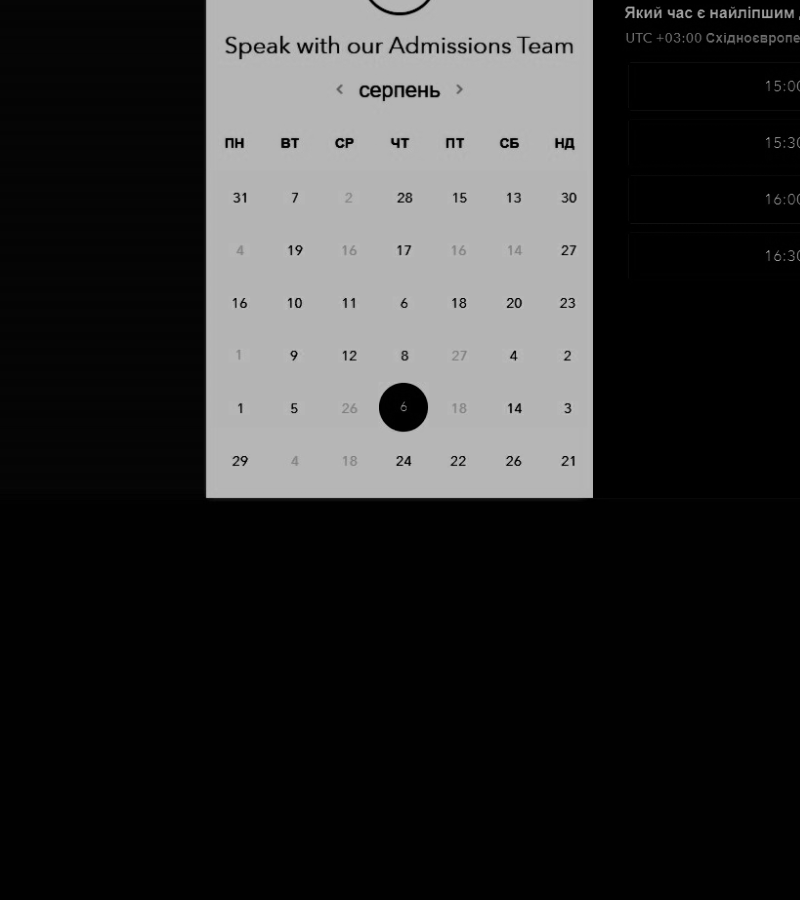 Speak with our Admissions Team
‹ серпень ›
ПН ВТ СР ЧТ ПТ СБ НД
31 7 2 28 15 13 30
4 19 16 17 16 14 27
16 10 11 6 18 20 23
1 9 12 8 27 4 2
1 5 26 6 18 14 3
29 4 18 24 22 26 21
Який час є найліпшим
UTC +03:00 Східноєвропе
15:00
15:30
16:00
16:30